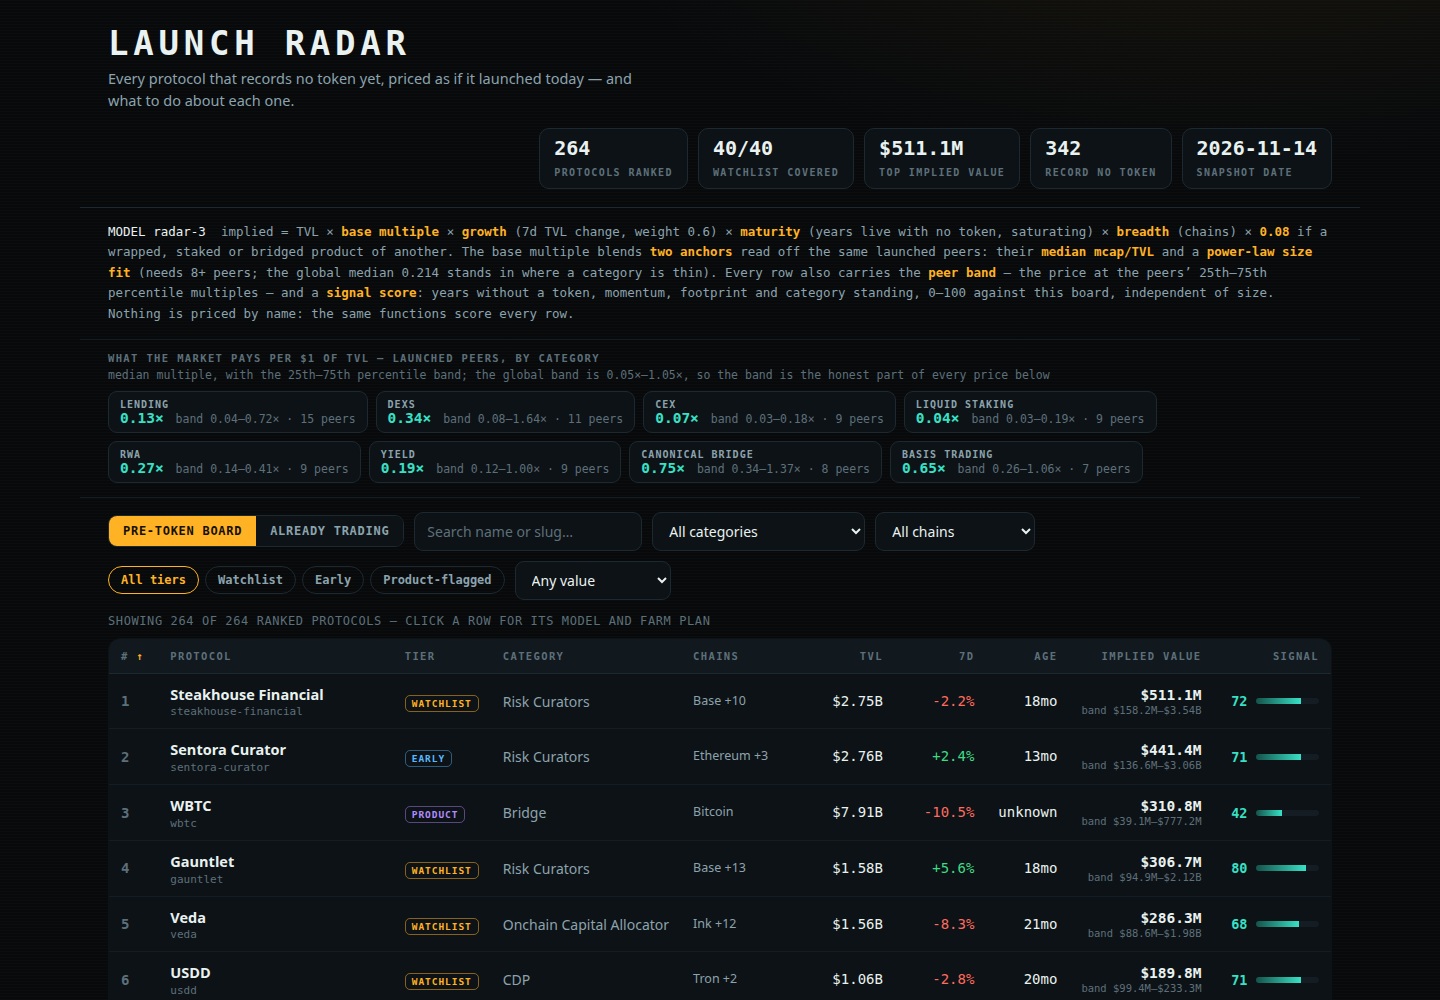 LAUNCH RADAR
Every protocol that records no token yet, priced as if it launched today — and
what to do about each one.
264
PROTOCOLS RANKED
40/40
WATCHLIST COVERED
$511.1M
TOP IMPLIED VALUE
342
RECORD NO TOKEN
2026-11-14
SNAPSHOT DATE
MODEL radar-3 implied = TVL × base multiple × growth (7d TVL change, weight 0.6) × maturity (years live with no token, saturating) × breadth (chains) × 0.08 if a
wrapped, staked or bridged product of another. The base multiple blends two anchors read off the same launched peers: their median mcap/TVL and a power-law size
fit (needs 8+ peers; the global median 0.214 stands in where a category is thin). Every row also carries the peer band — the price at the peers’ 25th–75th
percentile multiples — and a signal score: years without a token, momentum, footprint and category standing, 0–100 against this board, independent of size.
Nothing is priced by name: the same functions score every row.
WHAT THE MARKET PAYS PER $1 OF TVL — LAUNCHED PEERS, BY CATEGORY
median multiple, with the 25th–75th percentile band; the global band is 0.05×–1.05×, so the band is the honest part of every price below
LENDING
0.13× band 0.04–0.72× · 15 peers
DEXS
0.34× band 0.08–1.64× · 11 peers
CEX
0.07× band 0.03–0.18× · 9 peers
LIQUID STAKING
0.04× band 0.03–0.19× · 9 peers
RWA
0.27× band 0.14–0.41× · 9 peers
YIELD
0.19× band 0.12–1.00× · 9 peers
CANONICAL BRIDGE
0.75× band 0.34–1.37× · 8 peers
BASIS TRADING
0.65× band 0.26–1.06× · 7 peers
PRE-TOKEN BOARD ALREADY TRADING Search name or slug… All categories All chains
All tiers Watchlist Early Product-flagged Any value
SHOWING 264 OF 264 RANKED PROTOCOLS — CLICK A ROW FOR ITS MODEL AND FARM PLAN
# ↑ PROTOCOL TIER CATEGORY CHAINS TVL 7D AGE IMPLIED VALUE SIGNAL
1 Steakhouse Financial WATCHLIST Risk Curators Base +10 $2.75B -2.2% 18mo $511.1M 72
steakhouse-financial band $158.2M–$3.54B
2 Sentora Curator EARLY Risk Curators Ethereum +3 $2.76B +2.4% 13mo $441.4M 71
sentora-curator band $136.6M–$3.06B
3 WBTC PRODUCT Bridge Bitcoin $7.91B -10.5% unknown $310.8M 42
wbtc band $39.1M–$777.2M
4 Gauntlet WATCHLIST Risk Curators Base +13 $1.58B +5.6% 18mo $306.7M 80
gauntlet band $94.9M–$2.12B
5 Veda WATCHLIST Onchain Capital Allocator Ink +12 $1.56B -8.3% 21mo $286.3M 68
veda band $88.6M–$1.98B
6 USDD WATCHLIST CDP Tron +2 $1.06B -2.8% 20mo $189.8M 71
usdd band $99.4M–$233.3M